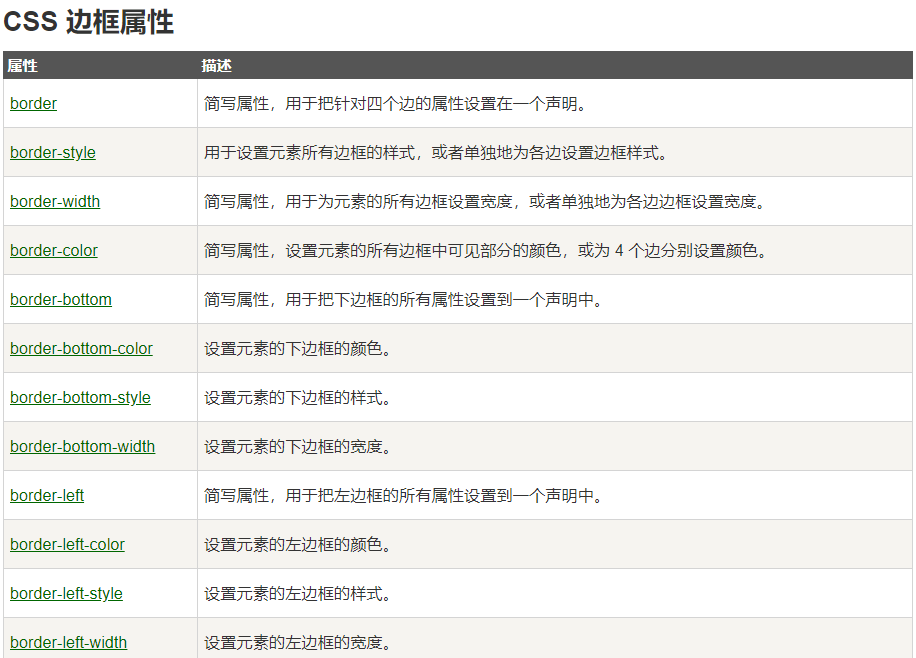 CSS 边框属性
属性 描述
border 简写属性，用于把针对四个边的属性设置在一个声明。
border-style 用于设置元素所有边框的样式，或者单独地为各边设置边框样式。
border-width 简写属性，用于为元素的所有边框设置宽度，或者单独地为各边边框设置宽度。
border-color 简写属性，设置元素的所有边框中可见部分的颜色，或为 4 个边分别设置颜色。
border-bottom 简写属性，用于把下边框的所有属性设置到一个声明中。
border-bottom-color 设置元素的下边框的颜色。
border-bottom-style 设置元素的下边框的样式。
border-bottom-width 设置元素的下边框的宽度。
border-left 简写属性，用于把左边框的所有属性设置到一个声明中。
border-left-color 设置元素的左边框的颜色。
border-left-style 设置元素的左边框的样式。
border-left-width 设置元素的左边框的宽度。